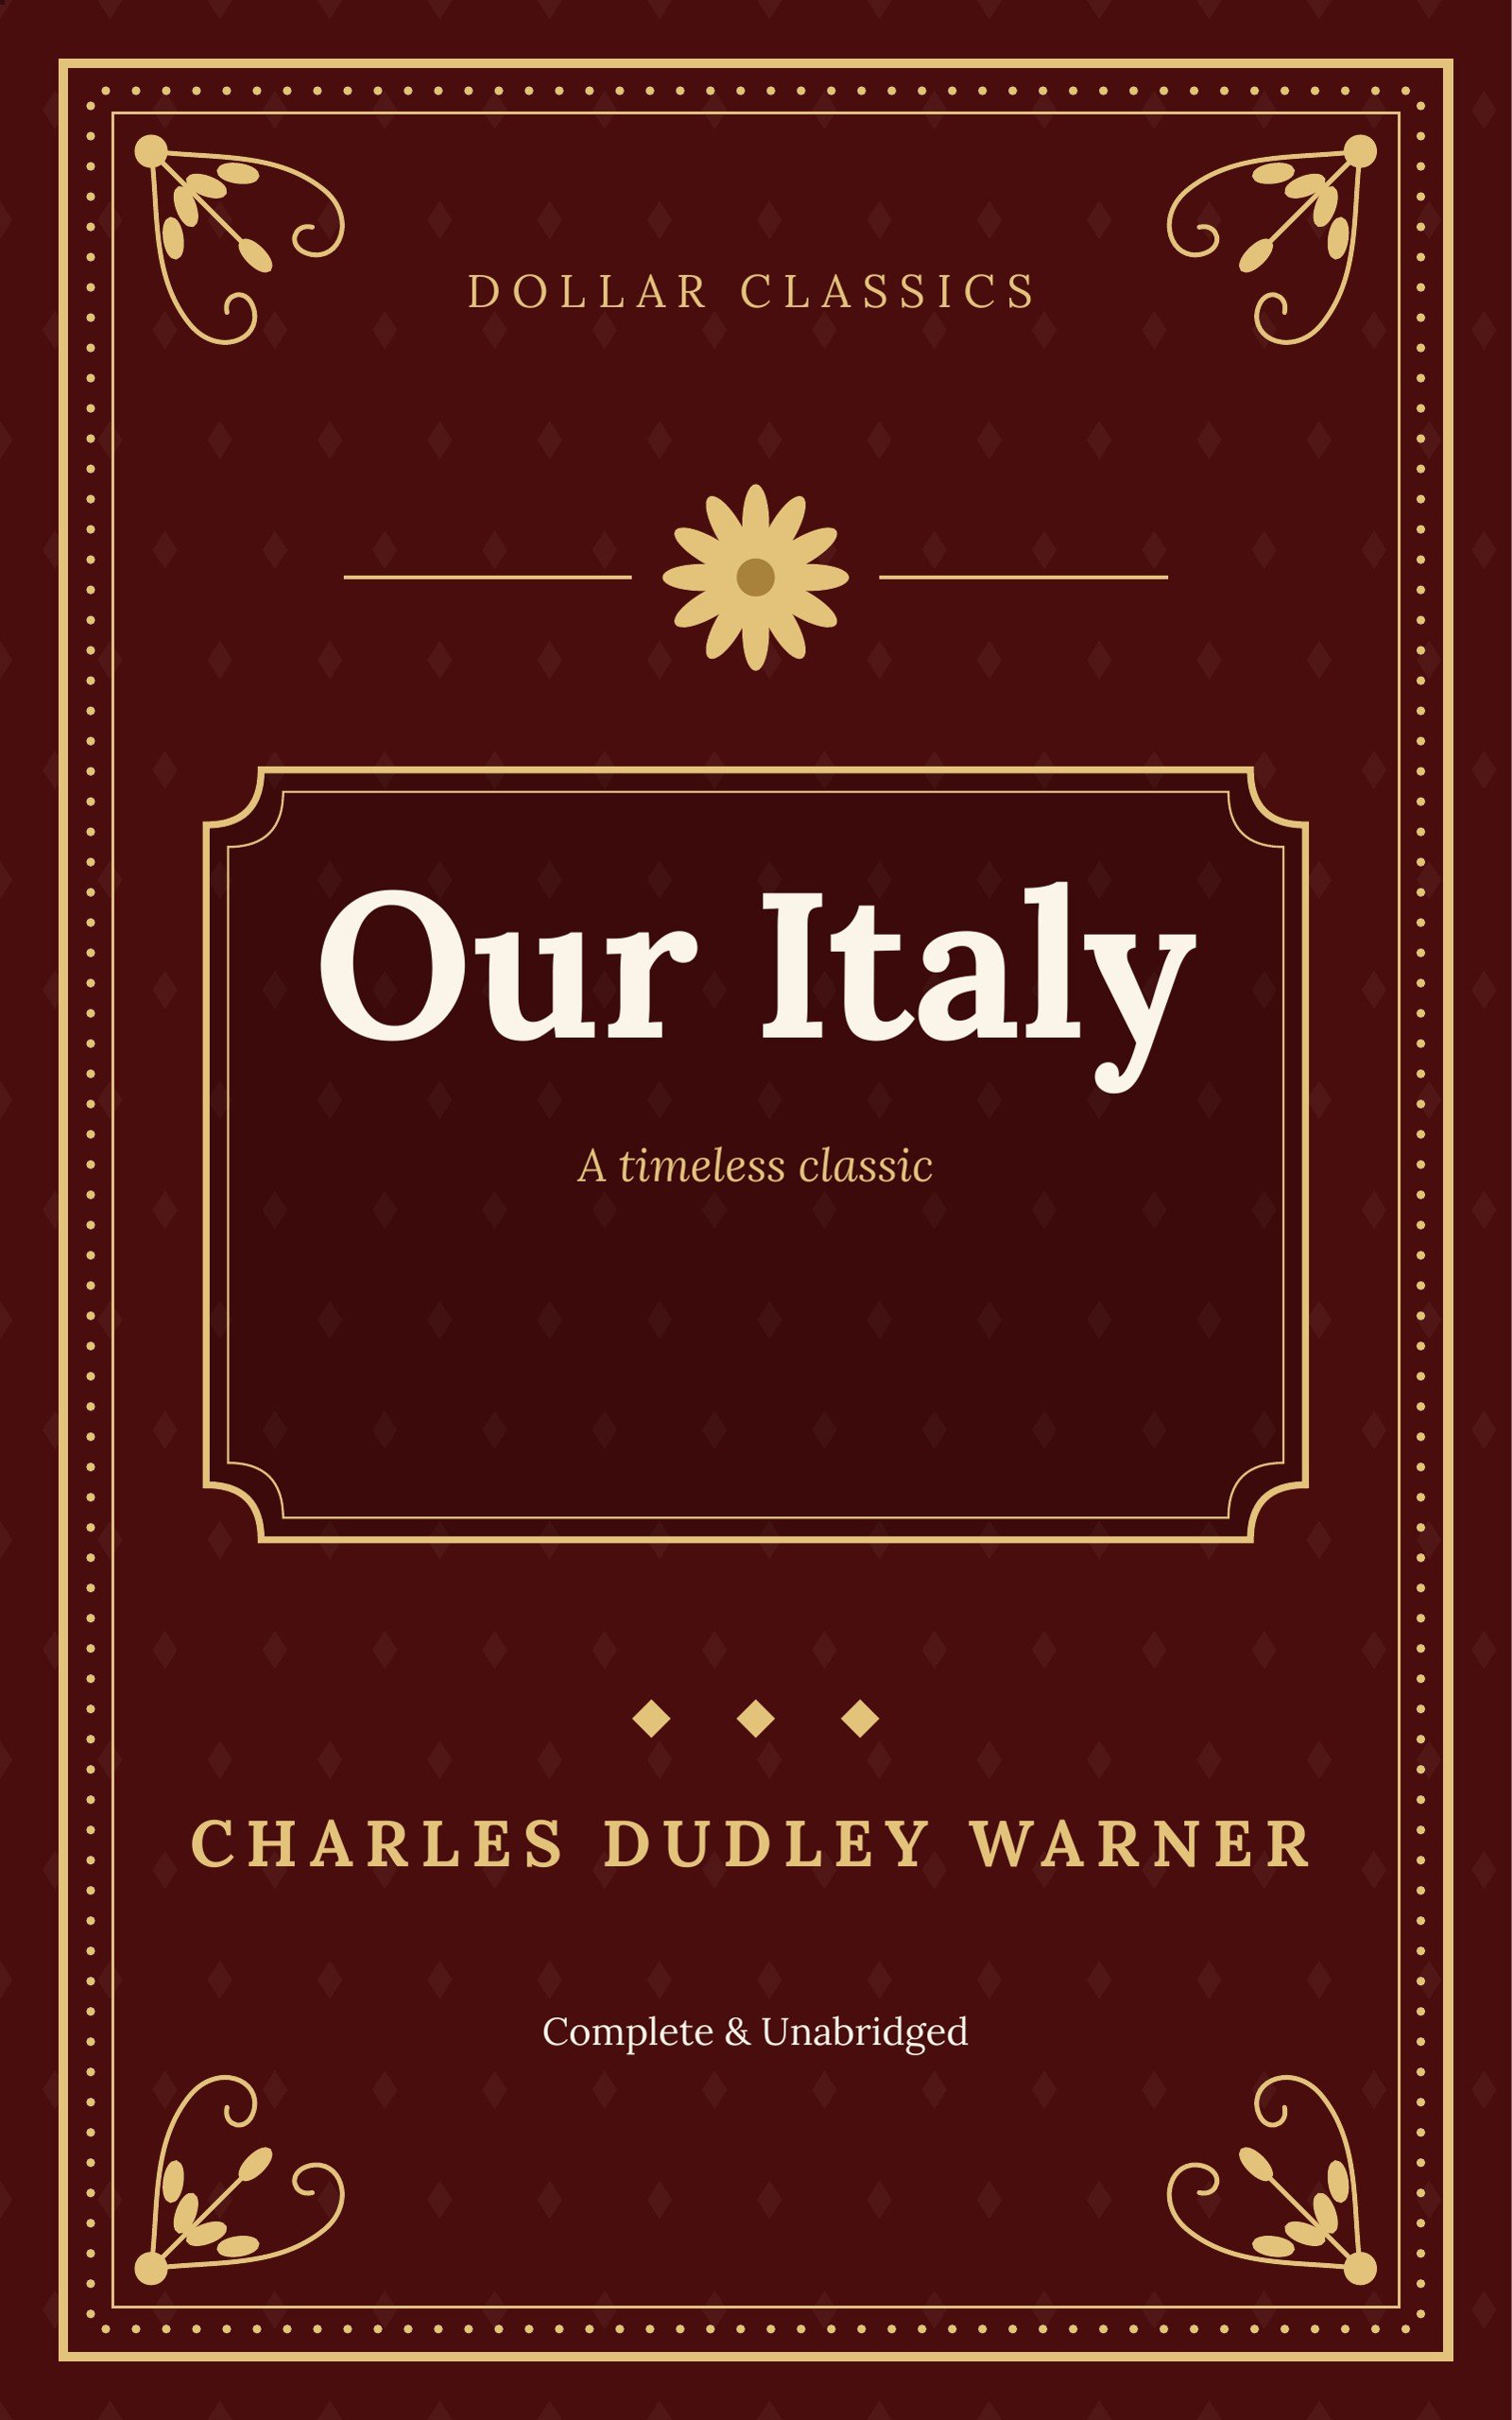 DOLLAR CLASSICS
Our Italy
A timeless classic
CHARLES DUDLEY WARNER
Complete & Unabridged